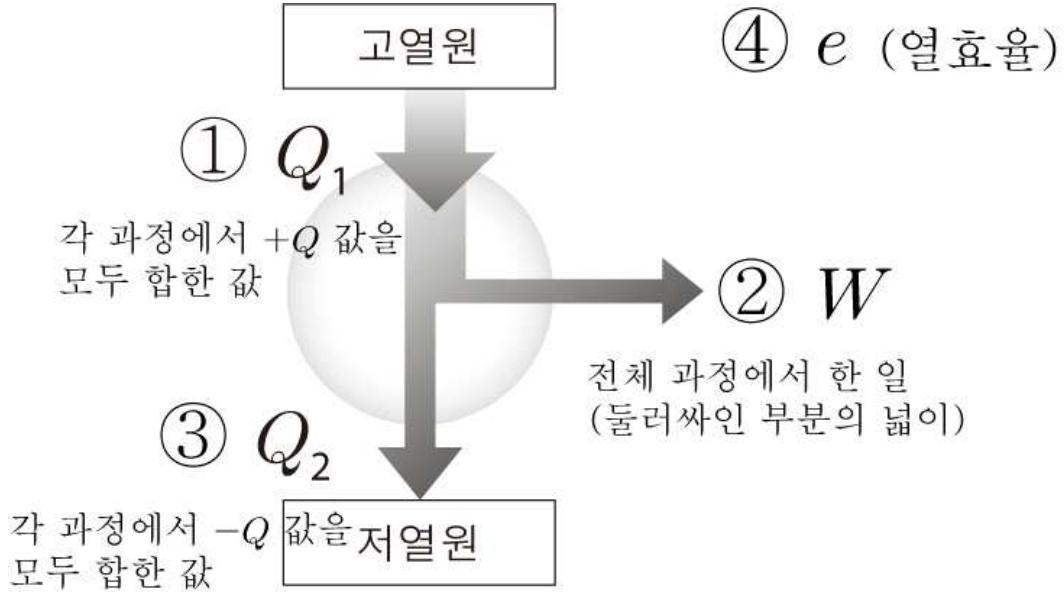 고열원
④ e (열효율)
① Q₁
각 과정에서 +Q 값을
모두 합한 값
② W
전체 과정에서 한 일
(둘러싸인 부분의 넓이)
③ Q₂
각 과정에서 −Q 값을
모두 합한 값
저열원